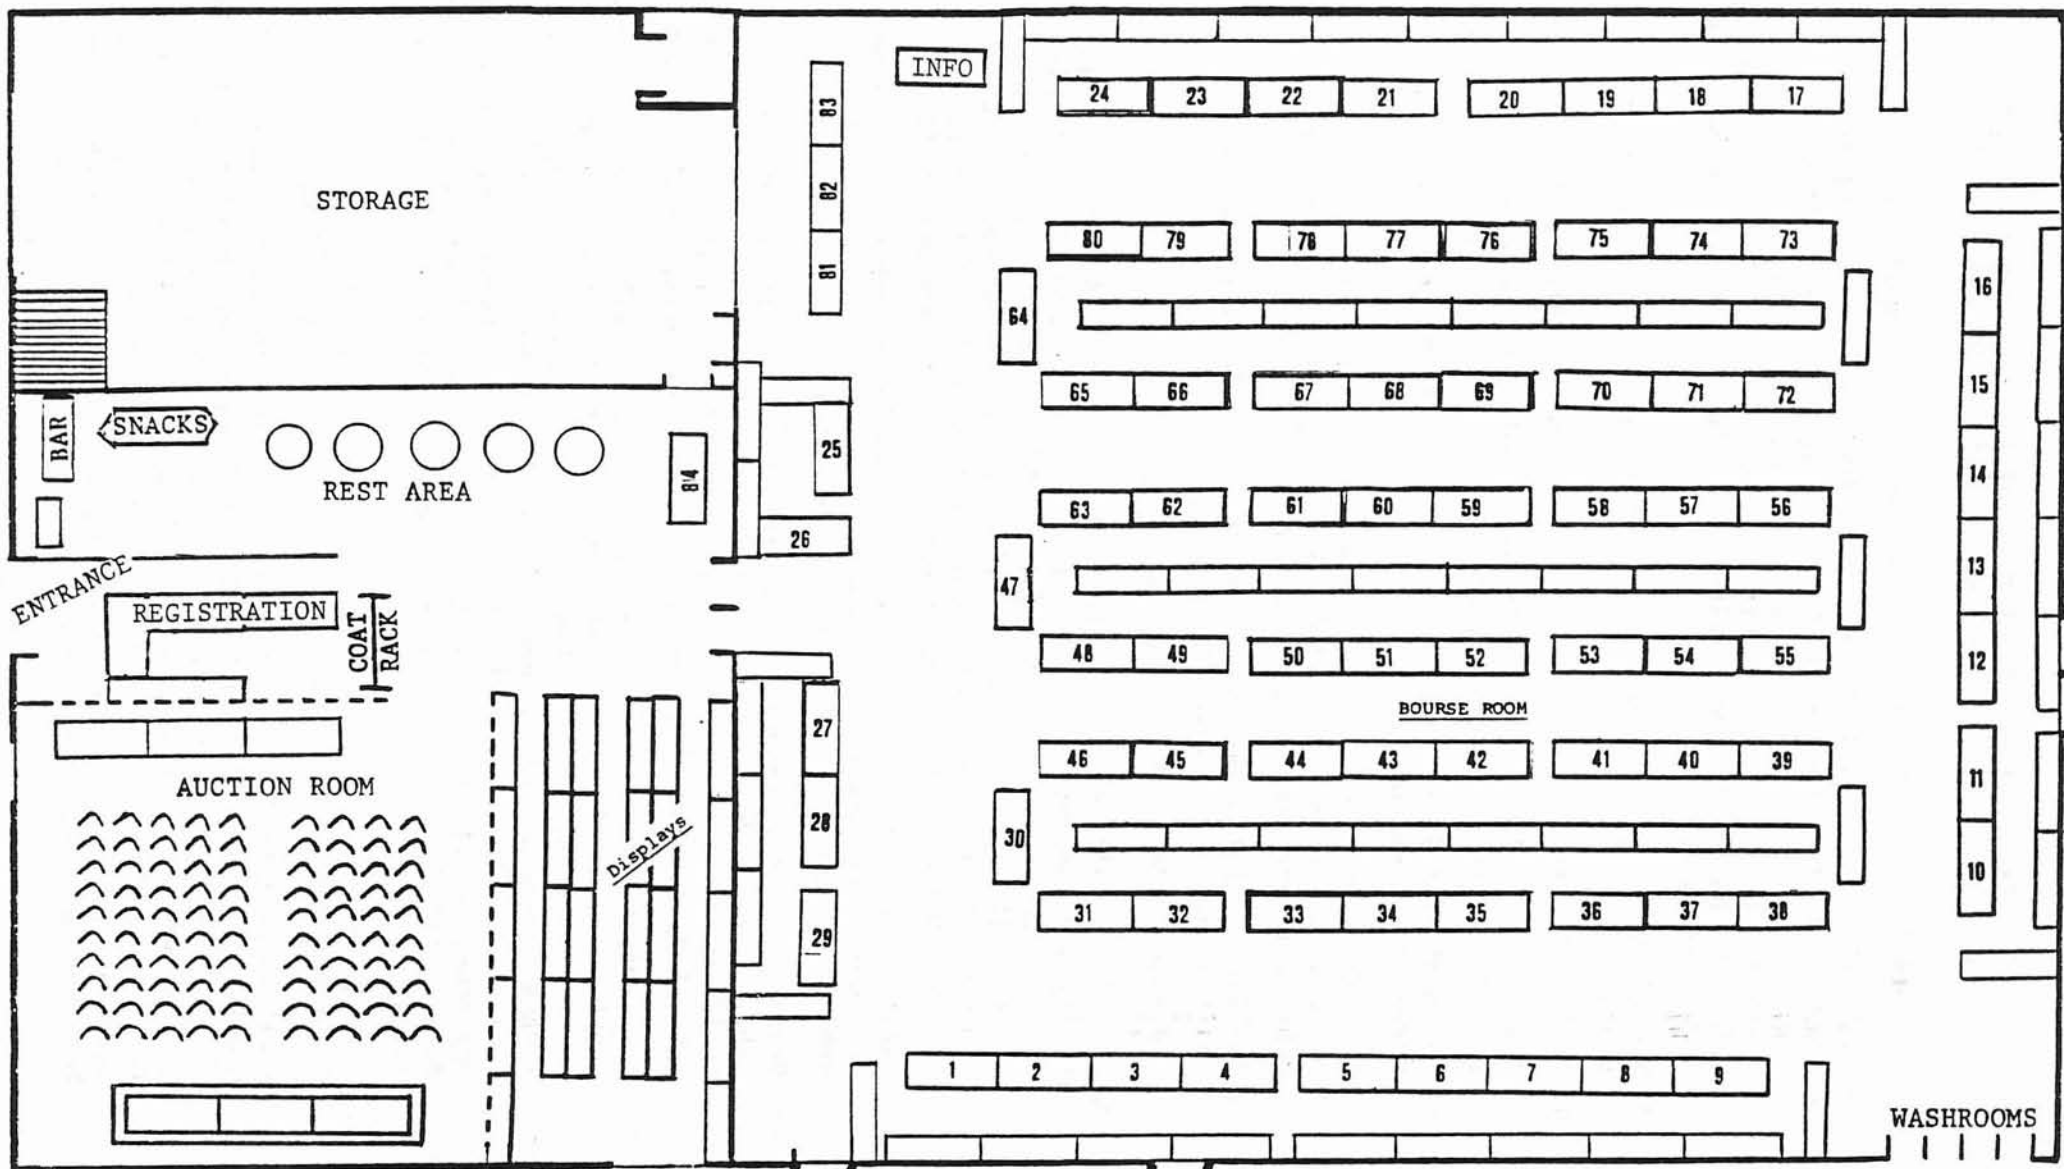 INFO
24 23 22 21 20 19 18 17
83
82
81
STORAGE
80 79 78 77 76 75 74 73
64
65 66 67 68 69 70 71 72
16
15
14
13
12
11
10
BAR
SNACKS
REST AREA
84
25
26
63 62 61 60 59 58 57 56
47
48 49 50 51 52 53 54 55
ENTRANCE
REGISTRATION
COAT
RACK
BOURSE ROOM
27
28
29
46 45 44 43 42 41 40 39
30
31 32 33 34 35 36 37 38
AUCTION ROOM
Displays
1 2 3 4 5 6 7 8 9
WASHROOMS